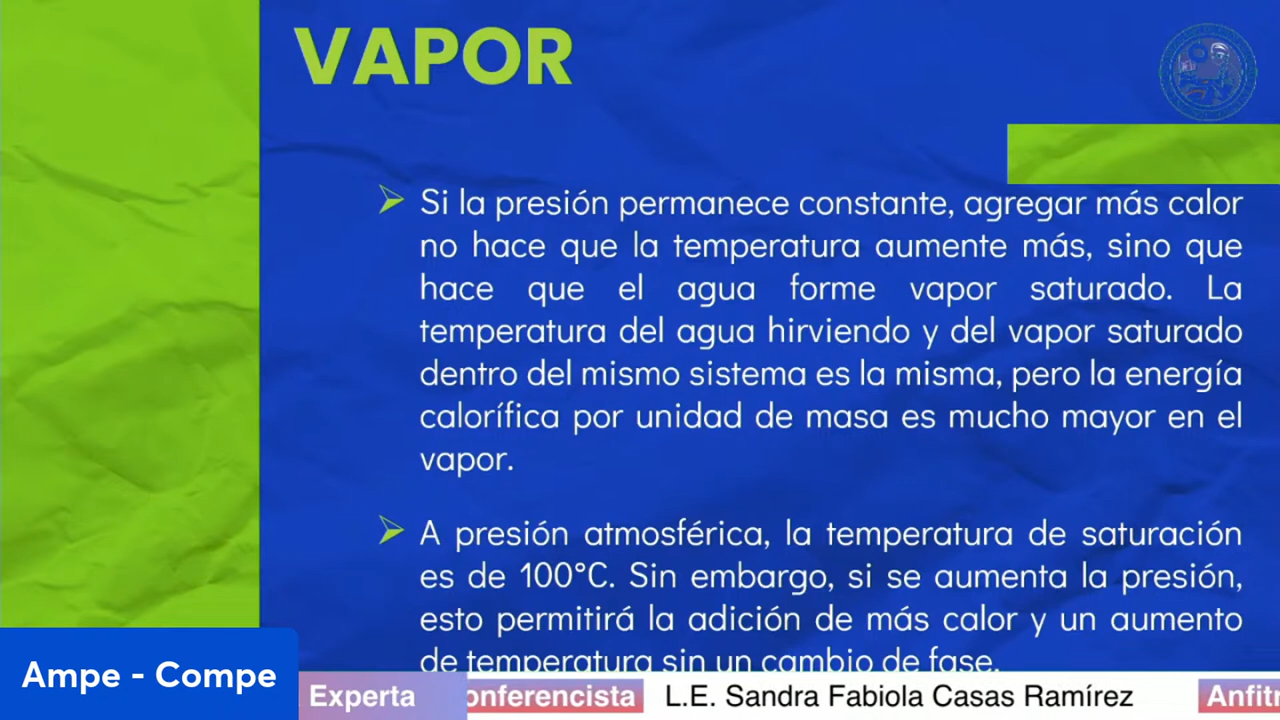 VAPOR
Si la presión permanece constante, agregar más calor
no hace que la temperatura aumente más, sino que
hace que el agua forme vapor saturado. La
temperatura del agua hirviendo y del vapor saturado
dentro del mismo sistema es la misma, pero la energía
calorífica por unidad de masa es mucho mayor en el
vapor.
A presión atmosférica, la temperatura de saturación
es de 100°C. Sin embargo, si se aumenta la presión,
esto permitirá la adición de más calor y un aumento
de temperatura sin un cambio de fase.
Ampe - Compe
Experta onferencista L.E. Sandra Fabiola Casas Ramírez Anfitr